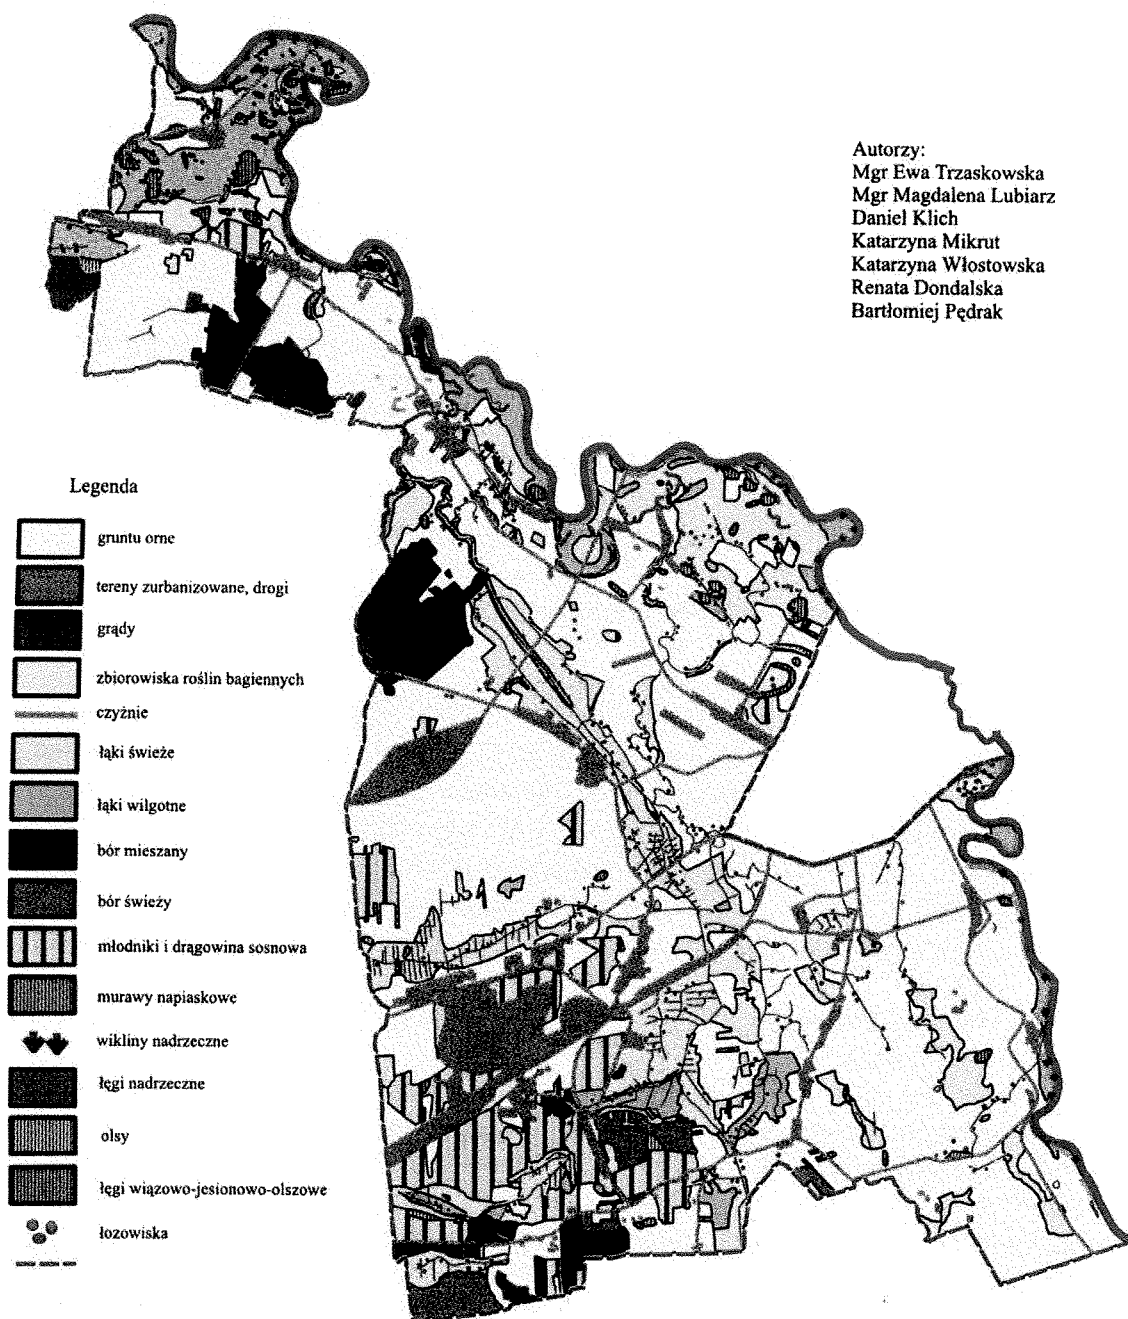 Autorzy:
Mgr Ewa Trzaskowska
Mgr Magdalena Lubiarz
Daniel Klich
Katarzyna Mikrut
Katarzyna Włostowska
Renata Dondalska
Bartłomiej Pędrak
Legenda
gruntu orne
tereny zurbanizowane, drogi
grądy
zbiorowiska roślin bagiennych
czyżnie
łąki świeże
łąki wilgotne
bór mieszany
bór świeży
młodniki i drągowina sosnowa
murawy napiaskowe
wikliny nadrzeczne
łęgi nadrzeczne
olsy
łęgi wiązowo-jesionowo-olszowe
łozowiska